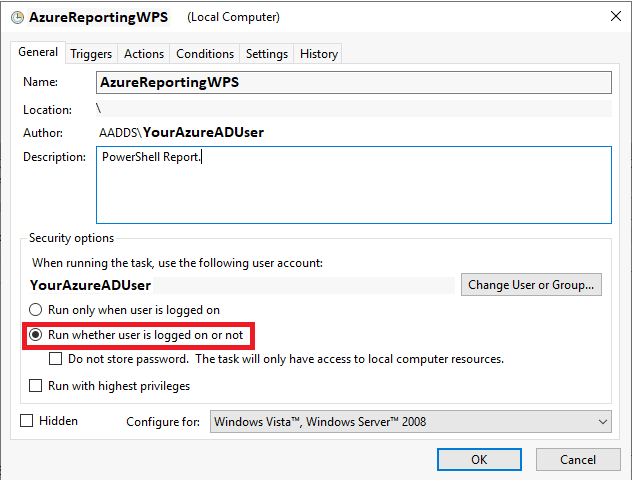 AzureReportingWPS (Local Computer)
General Triggers Actions Conditions Settings History
Name: AzureReportingWPS
Location: \
Author: AADDS\YourAzureADUser
Description: PowerShell Report.
Security options
When running the task, use the following user account:
YourAzureADUser Change User or Group...
Run only when user is logged on
Run whether user is logged on or not
Do not store password. The task will only have access to local computer resources.
Run with highest privileges
Hidden Configure for: Windows Vista™, Windows Server™ 2008
OK Cancel